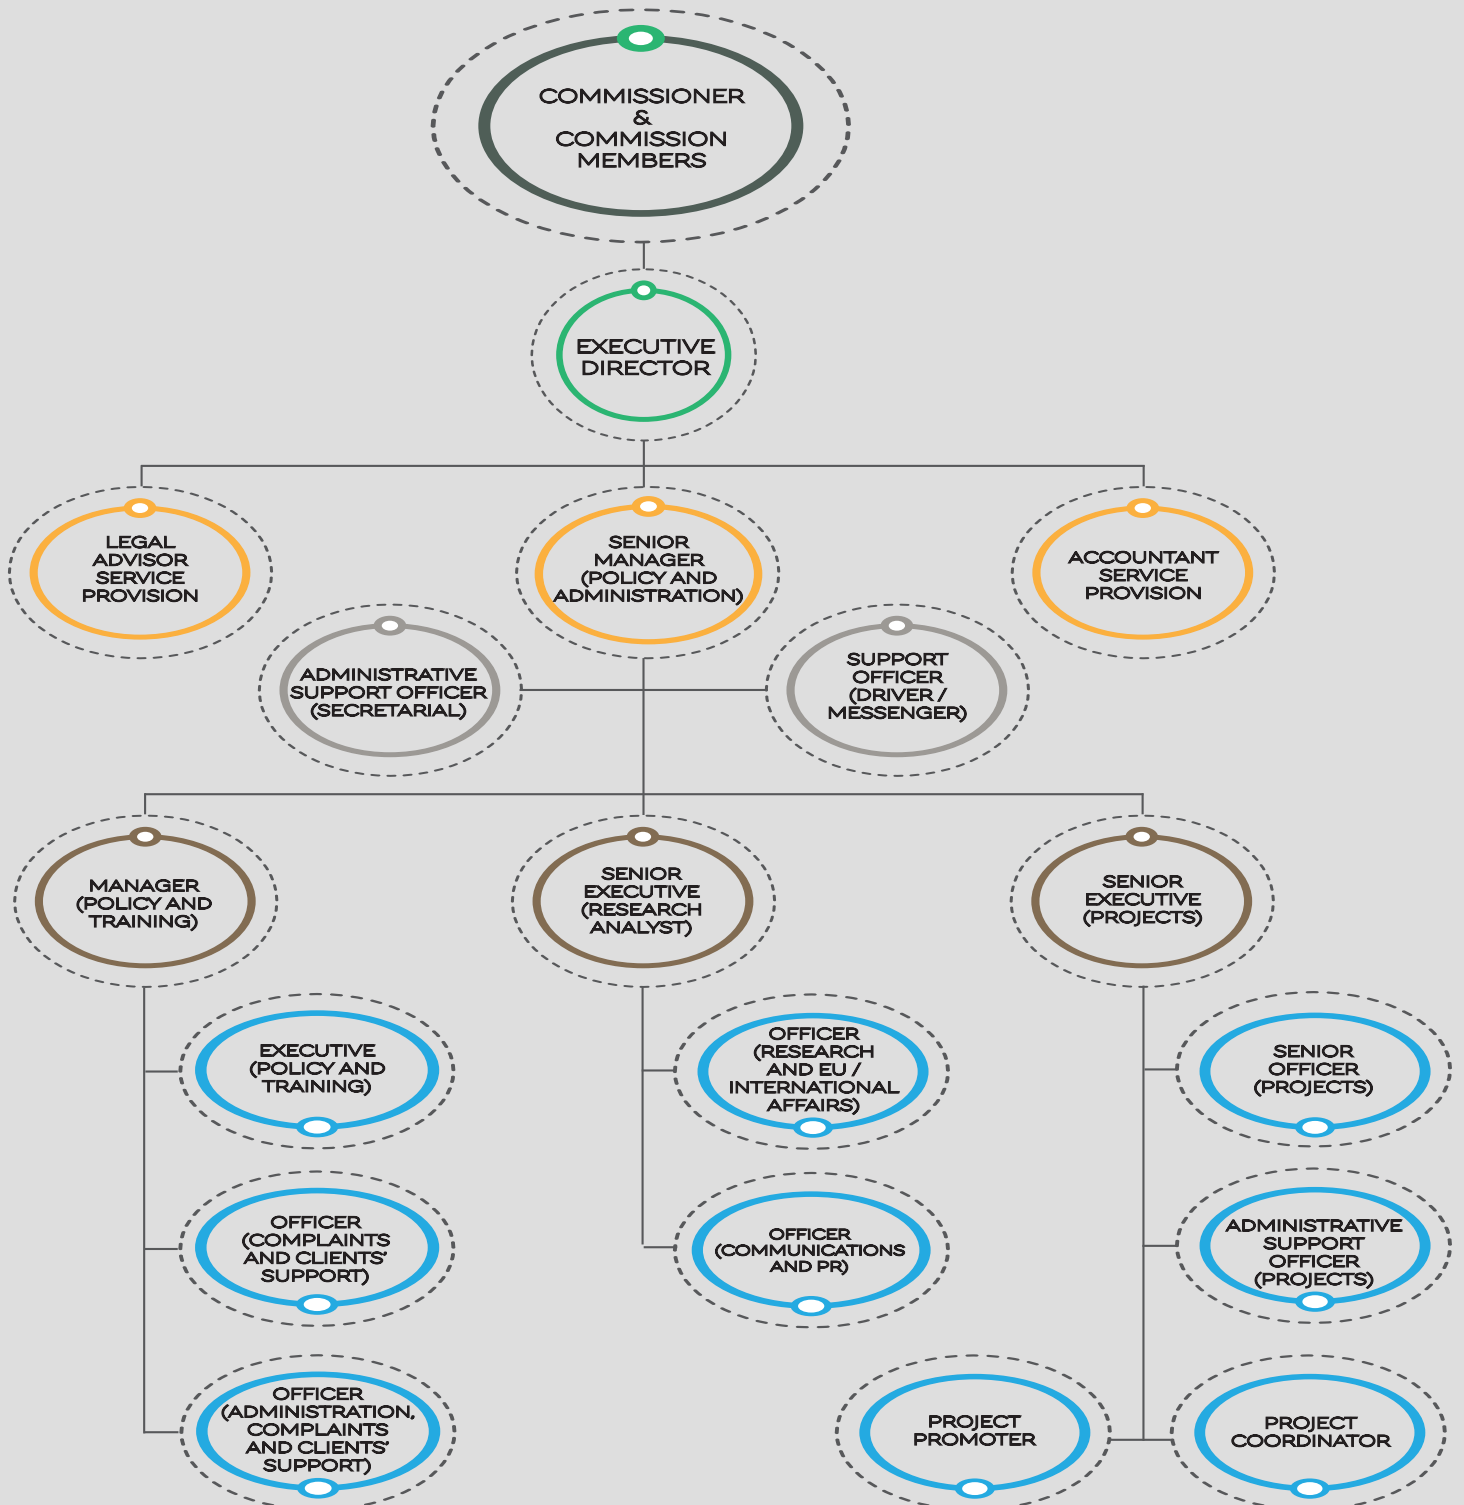 COMMISSIONER
&
COMMISSION
MEMBERS
EXECUTIVE
DIRECTOR
LEGAL
ADVISOR
SERVICE
PROVISION
SENIOR
MANAGER
(POLICY AND
ADMINISTRATION)
ACCOUNTANT
SERVICE
PROVISION
ADMINISTRATIVE
SUPPORT OFFICER
(SECRETARIAL)
SUPPORT
OFFICER
(DRIVER /
MESSENGER)
MANAGER
(POLICY AND
TRAINING)
SENIOR
EXECUTIVE
(RESEARCH
ANALYST)
SENIOR
EXECUTIVE
(PROJECTS)
EXECUTIVE
(POLICY AND
TRAINING)
OFFICER
(RESEARCH
AND EU /
INTERNATIONAL
AFFAIRS)
SENIOR
OFFICER
(PROJECTS)
OFFICER
(COMPLAINTS
AND CLIENTS'
SUPPORT)
OFFICER
(COMMUNICATIONS
AND PR)
ADMINISTRATIVE
SUPPORT
OFFICER
(PROJECTS)
OFFICER
(ADMINISTRATION,
COMPLAINTS
AND CLIENTS'
SUPPORT)
PROJECT
PROMOTER
PROJECT
COORDINATOR